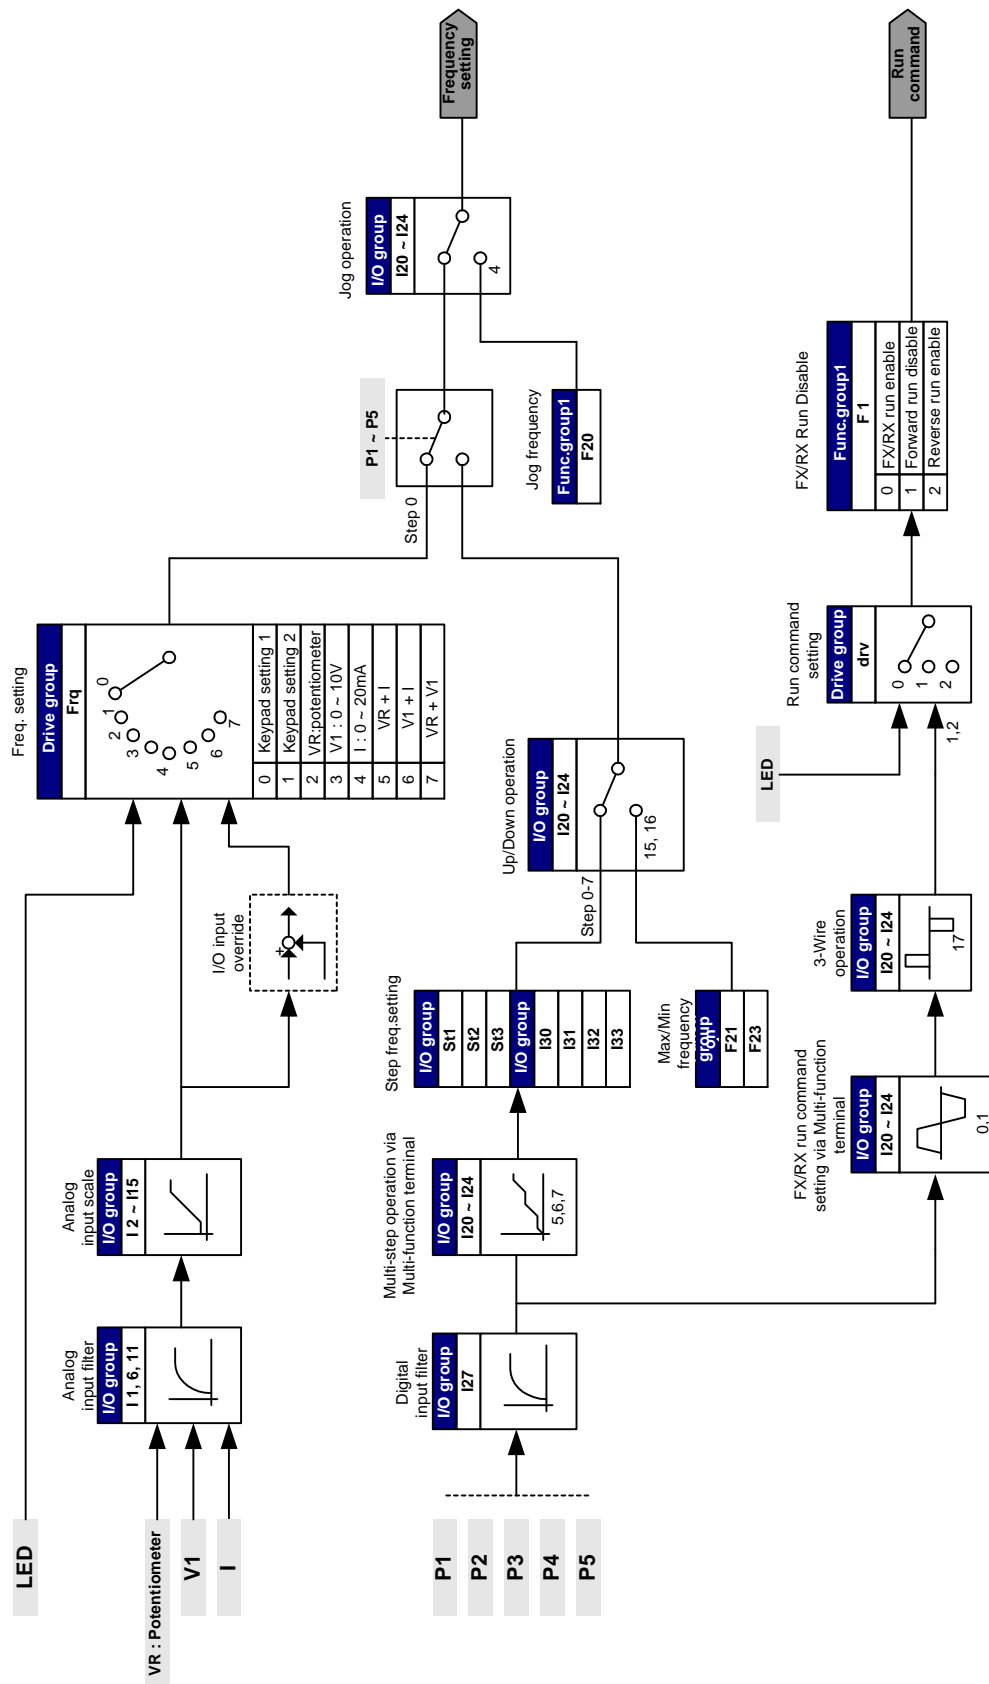 LED
VR : Potentiometer
V1
I
Analog
input filter
I/O group
I 1, 6, 11
Analog
input scale
I/O group
I 2 ~ I15
I/O input
override
+
Freq. setting
Drive group
Frq
0
1
2
3
4
5
6
7
0 Keypad setting 1
1 Keypad setting 2
2 VR:potentiometer
3 V1 : 0 ~ 10V
4 I : 0 ~ 20mA
5 VR + I
6 V1 + I
7 VR + V1
Step 0
P1 ~ P5
Jog operation
I/O group
I20 ~ I24
4
Frequency
setting
Jog frequency
Func.group1
F20
P1
P2
P3
P4
P5
Digital
input filter
I/O group
I27
Multi-step operation via
Multi-function terminal
I/O group
I20 ~ I24
5,6,7
Step freq.setting
I/O group
St1
St2
St3
I/O group
I30
I31
I32
I33
Step 0-7
Up/Down operation
I/O group
I20 ~ I24
15, 16
Max/Min
frequency
group
F21
F23
FX/RX run command
setting via Multi-function
terminal
I/O group
I20 ~ I24
0,1
3-Wire
operation
I/O group
I20 ~ I24
17
LED
1,2
Run command
setting
Drive group
drv
0
1
2
FX/RX Run Disable
Func.group1
F 1
0 FX/RX run enable
1 Forward run disable
2 Reverse run enable
Run
command